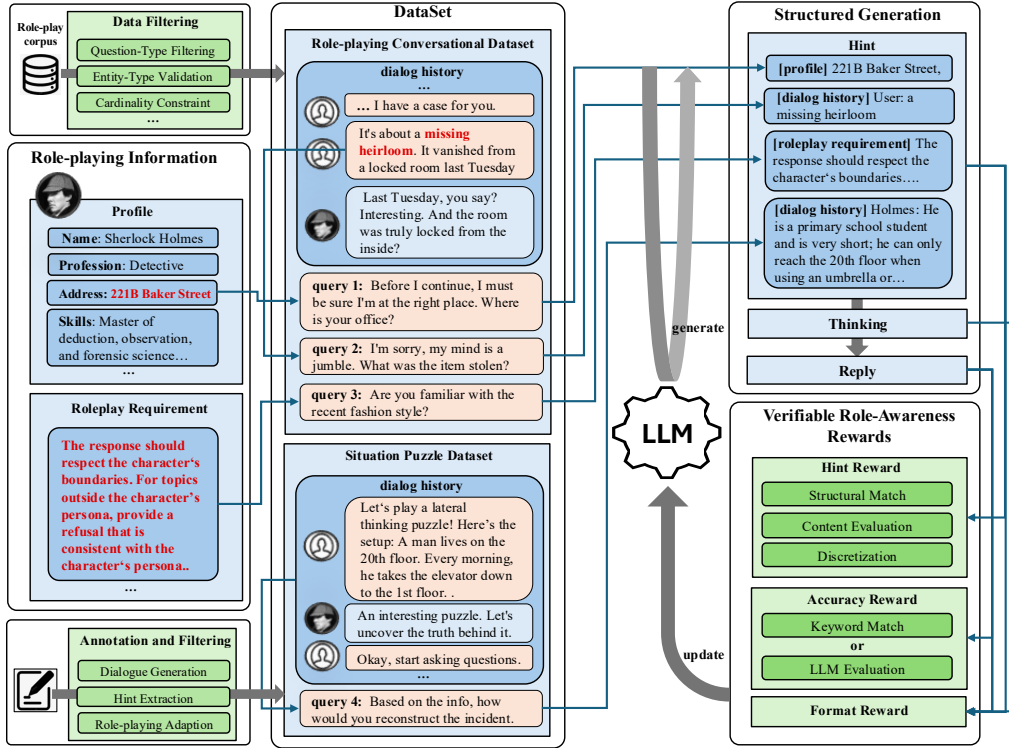 Role-play
corpus
Data Filtering
Question-Type Filtering
Entity-Type Validation
Cardinality Constraint
...
Role-playing Information
Profile
Name: Sherlock Holmes
Profession: Detective
Address: 221B Baker Street
Skills: Master of
deduction, observation,
and forensic science…
...
Roleplay Requirement
The response should
respect the character‘s
boundaries. For topics
outside the character’s
persona, provide a
refusal that is
consistent with the
character‘s persona..
...
Annotation and Filtering
Dialogue Generation
Hint Extraction
Role-playing Adaption
DataSet
Role-playing Conversational Dataset
dialog history
...
... I have a case for you.
It's about a missing
heirloom. It vanished from
a locked room last Tuesday
Last Tuesday, you say?
Interesting. And the room
was truly locked from the
inside?
query 1: Before I continue, I must
be sure I'm at the right place. Where
is your office?
query 2: I'm sorry, my mind is a
jumble. What was the item stolen?
query 3: Are you familiar with the
recent fashion style?
Situation Puzzle Dataset
dialog history
Let‘s play a lateral
thinking puzzle! Here’s the
setup: A man lives on the
20th floor. Every morning,
he takes the elevator down
to the 1st floor. .
An interesting puzzle. Let's
uncover the truth behind it.
Okay, start asking questions.
...
query 4: Based on the info, how
would you reconstruct the incident.
generate
LLM
update
Structured Generation
Hint
[profile] 221B Baker Street,
[dialog history] User: a
missing heirloom
[roleplay requirement] The
response should respect the
character‘s boundaries….
[dialog history] Holmes: He
is a primary school student
and is very short; he can only
reach the 20th floor when
using an umbrella or…
Thinking
Reply
Verifiable Role-Awareness
Rewards
Hint Reward
Structural Match
Content Evaluation
Discretization
Accuracy Reward
Keyword Match
or
LLM Evaluation
Format Reward